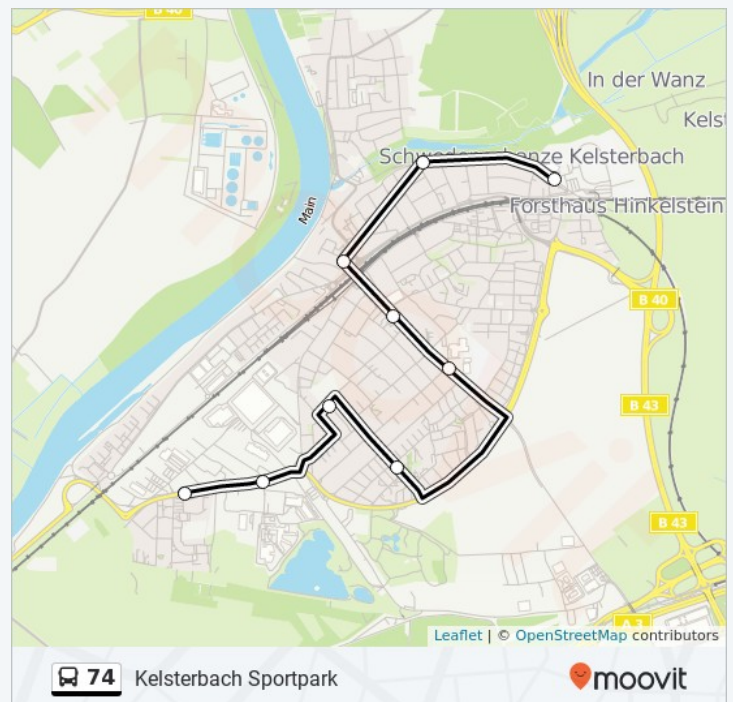 B 40
In der Wanz
Kelst
Schwedenschanze Kelsterbach
Forsthaus Hinkelstein
Main
B 40
B 43
B 43
A 3
Leaflet | © OpenStreetMap contributors
74 Kelsterbach Sportpark
moovit